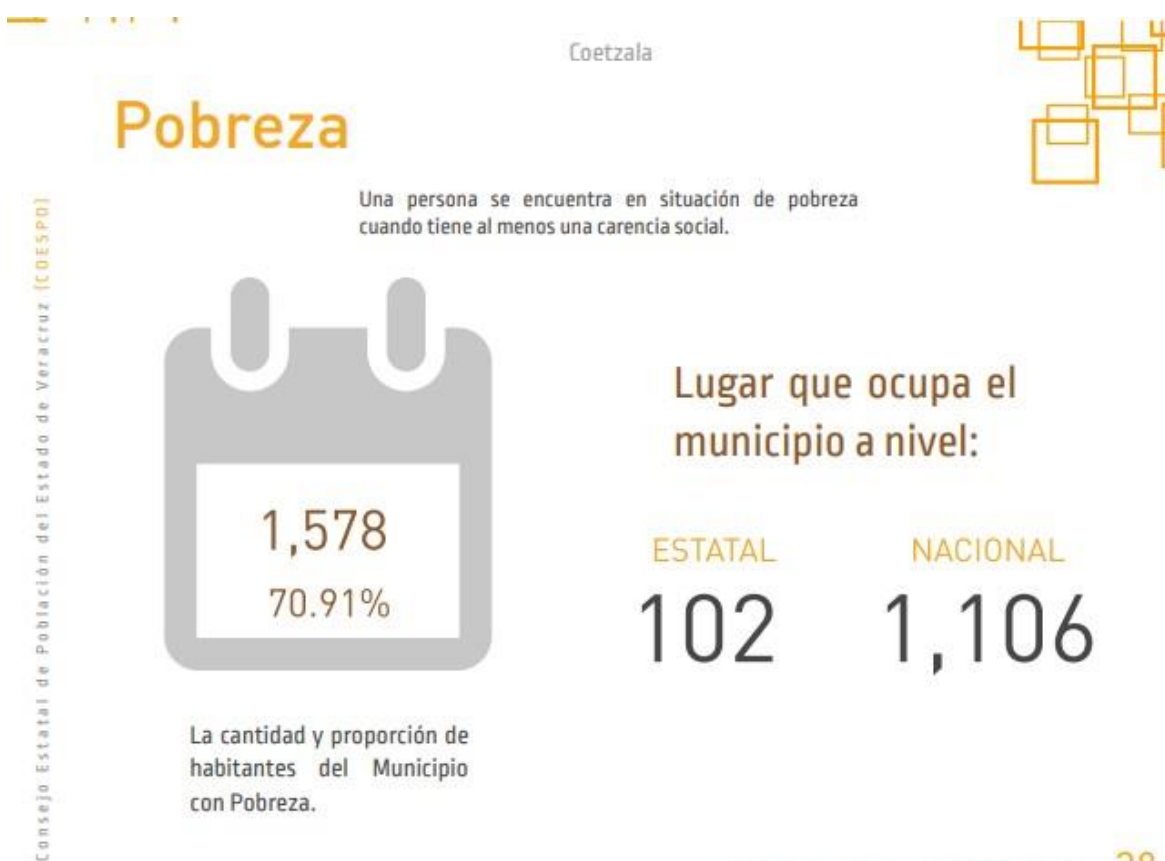 Coetzala
Pobreza
Una persona se encuentra en situación de pobreza
cuando tiene al menos una carencia social.
Consejo Estatal de Población del Estado de Veracruz (COESPO)
1,578
70.91%
La cantidad y proporción de
habitantes del Municipio
con Pobreza.
Lugar que ocupa el
municipio a nivel:
ESTATAL
NACIONAL
102
1,106